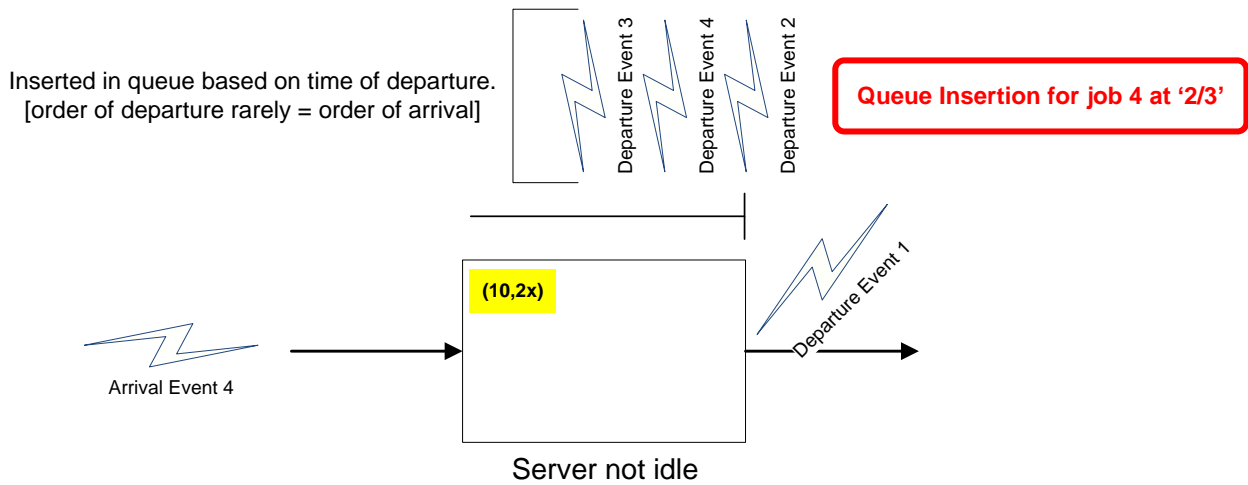 Inserted in queue based on time of departure.
[order of departure rarely = order of arrival]
Departure Event 3
Departure Event 4
Departure Event 2
Queue Insertion for job 4 at ‘2/3’
Departure Event 1
(10,2x)
Arrival Event 4
Server not idle